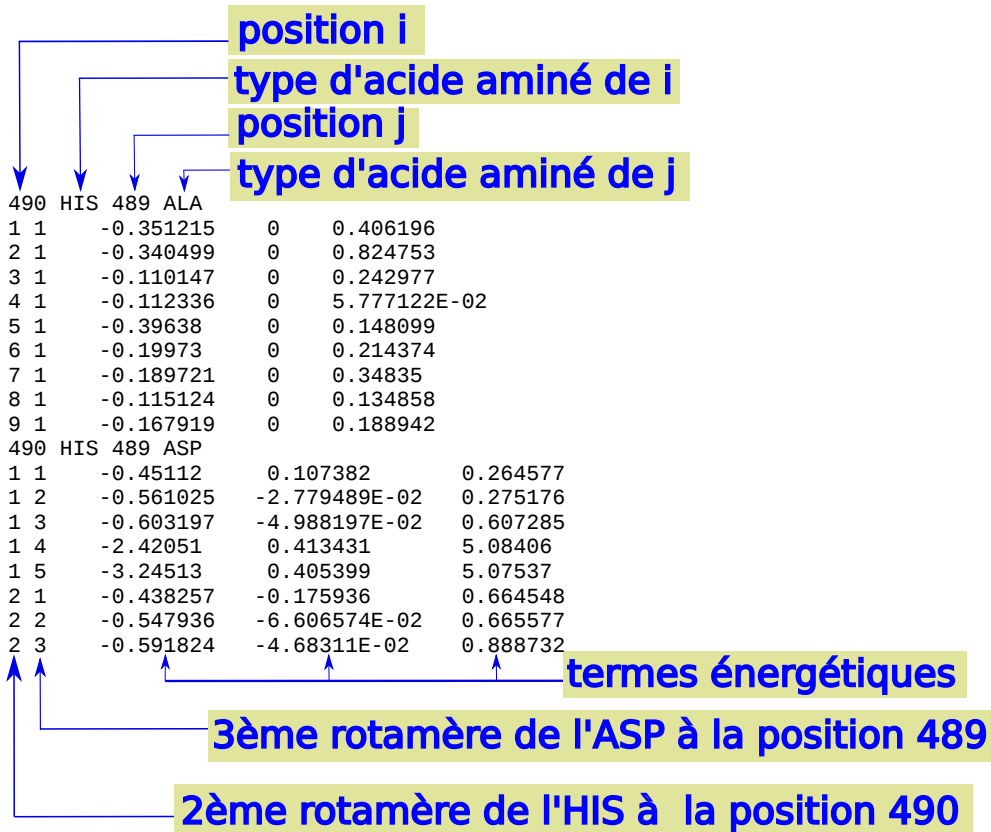 position i
type d'acide aminé de i
position j
type d'acide aminé de j
490 HIS 489 ALA
1 1 -0.351215 0 0.406196
2 1 -0.340499 0 0.824753
3 1 -0.110147 0 0.242977
4 1 -0.112336 0 5.777122E-02
5 1 -0.39638 0 0.148099
6 1 -0.19973 0 0.214374
7 1 -0.189721 0 0.34835
8 1 -0.115124 0 0.134858
9 1 -0.167919 0 0.188942
490 HIS 489 ASP
1 1 -0.45112 0.107382 0.264577
1 2 -0.561025 -2.779489E-02 0.275176
1 3 -0.603197 -4.988197E-02 0.607285
1 4 -2.42051 0.413431 5.08406
1 5 -3.24513 0.405399 5.07537
2 1 -0.438257 -0.175936 0.664548
2 2 -0.547936 -6.606574E-02 0.665577
2 3 -0.591824 -4.68311E-02 0.888732
termes énergétiques
3ème rotamère de l'ASP à la position 489
2ème rotamère de l'HIS à la position 490